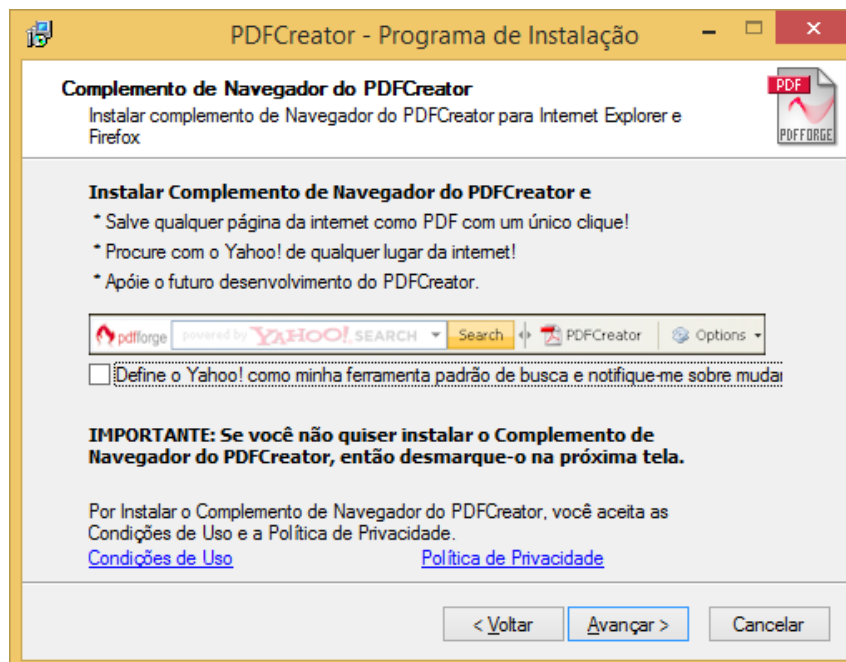 PDFCreator - Programa de Instalação
Complemento de Navegador do PDFCreator
Instalar complemento de Navegador do PDFCreator para Internet Explorer e
Firefox
PDF
PDFFORGE
Instalar Complemento de Navegador do PDFCreator e
* Salve qualquer página da internet como PDF com um único clique!
* Procure com o Yahoo! de qualquer lugar da internet!
* Apóie o futuro desenvolvimento do PDFCreator.
pdfforge powered by YAHOO! SEARCH Search PDFCreator Options
Define o Yahoo! como minha ferramenta padrão de busca e notifique-me sobre mudar
IMPORTANTE: Se você não quiser instalar o Complemento de
Navegador do PDFCreator, então desmarque-o na próxima tela.
Por Instalar o Complemento de Navegador do PDFCreator, você aceita as
Condições de Uso e a Política de Privacidade.
Condições de Uso Política de Privacidade
< Voltar Avançar > Cancelar